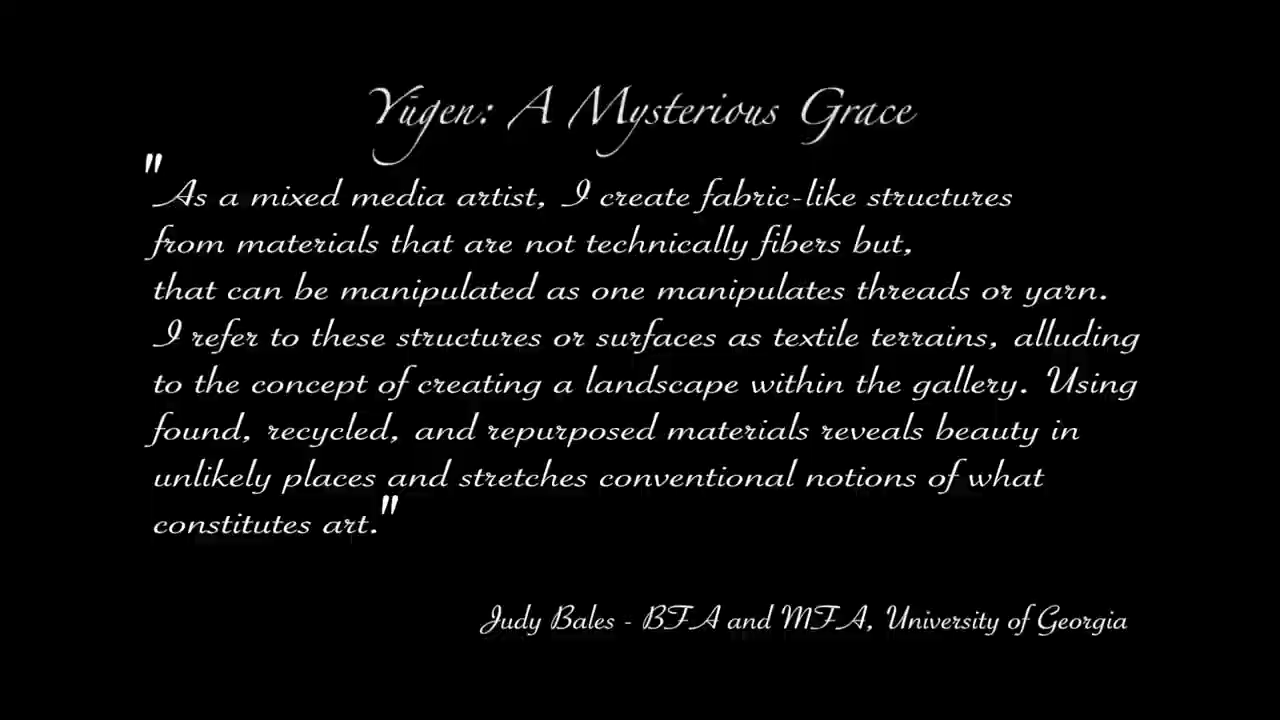 Yūgen: A Mysterious Grace
"As a mixed media artist, I create fabric-like structures
from materials that are not technically fibers but,
that can be manipulated as one manipulates threads or yarn.
I refer to these structures or surfaces as textile terrains, alluding
to the concept of creating a landscape within the gallery. Using
found, recycled, and repurposed materials reveals beauty in
unlikely places and stretches conventional notions of what
constitutes art."
Judy Bales - BFA and MFA, University of Georgia